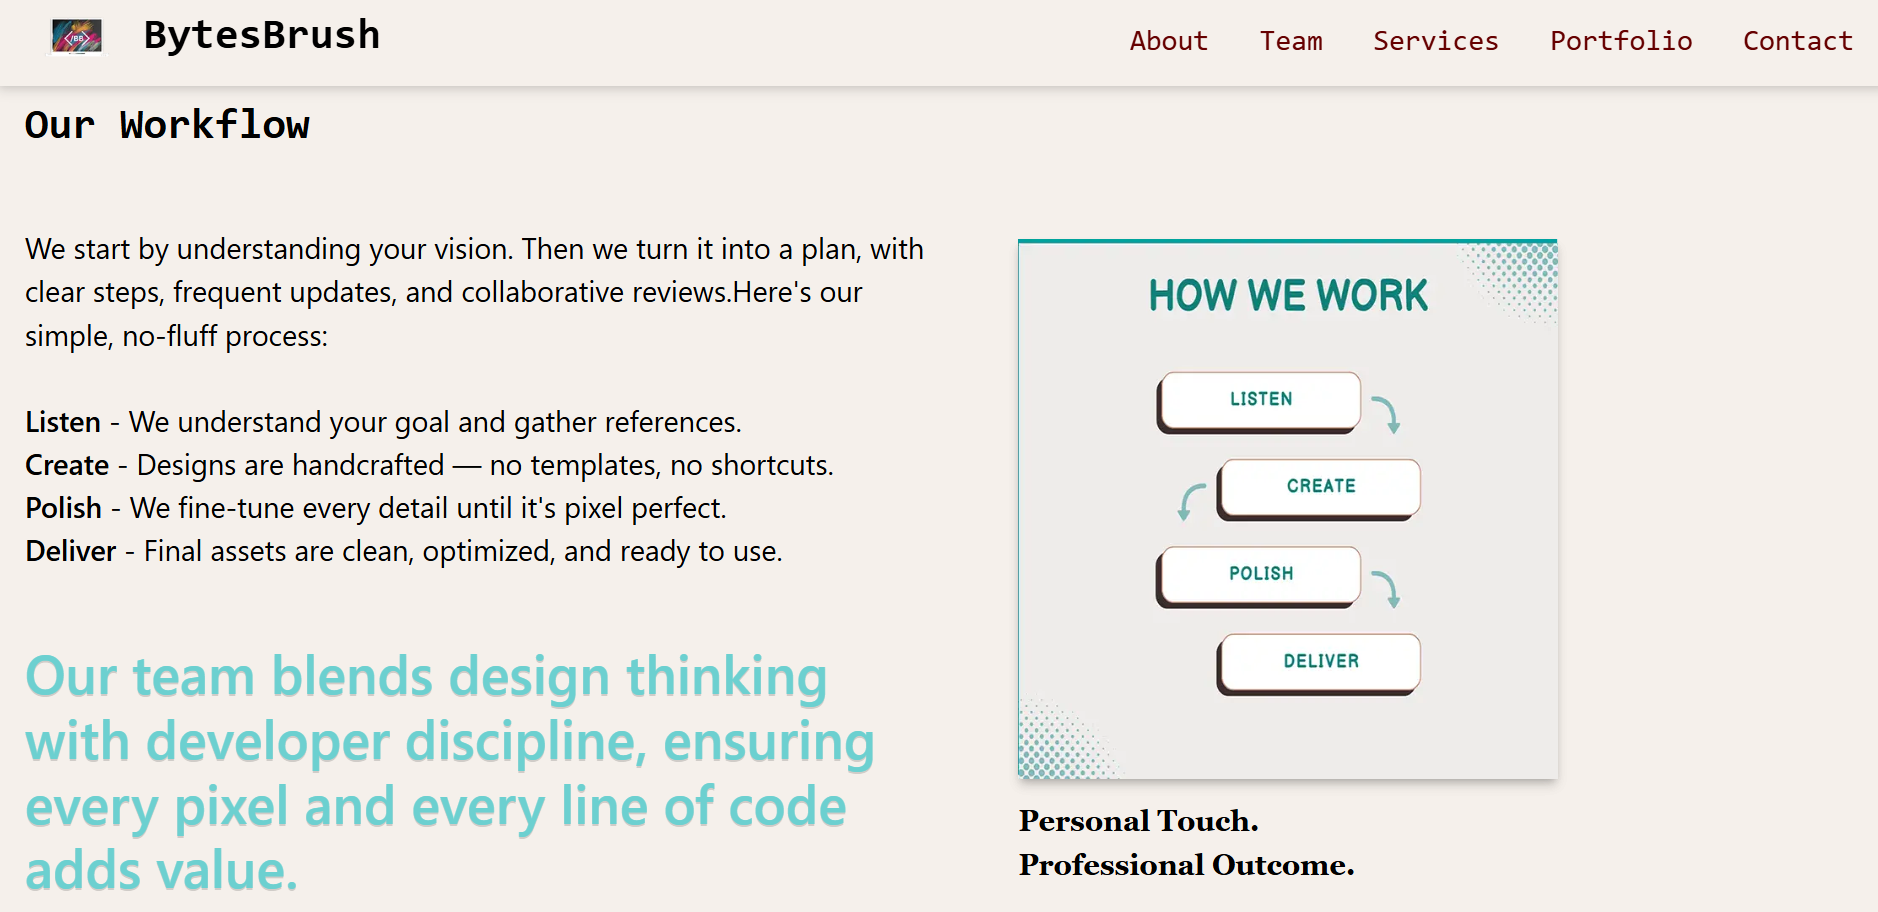 </BB>
BytesBrush
About Team Services Portfolio Contact
Our Workflow
We start by understanding your vision. Then we turn it into a plan, with
clear steps, frequent updates, and collaborative reviews.Here's our
simple, no-fluff process:
Listen - We understand your goal and gather references.
Create - Designs are handcrafted — no templates, no shortcuts.
Polish - We fine-tune every detail until it's pixel perfect.
Deliver - Final assets are clean, optimized, and ready to use.
Our team blends design thinking
with developer discipline, ensuring
every pixel and every line of code
adds value.
HOW WE WORK
LISTEN
CREATE
POLISH
DELIVER
Personal Touch.
Professional Outcome.